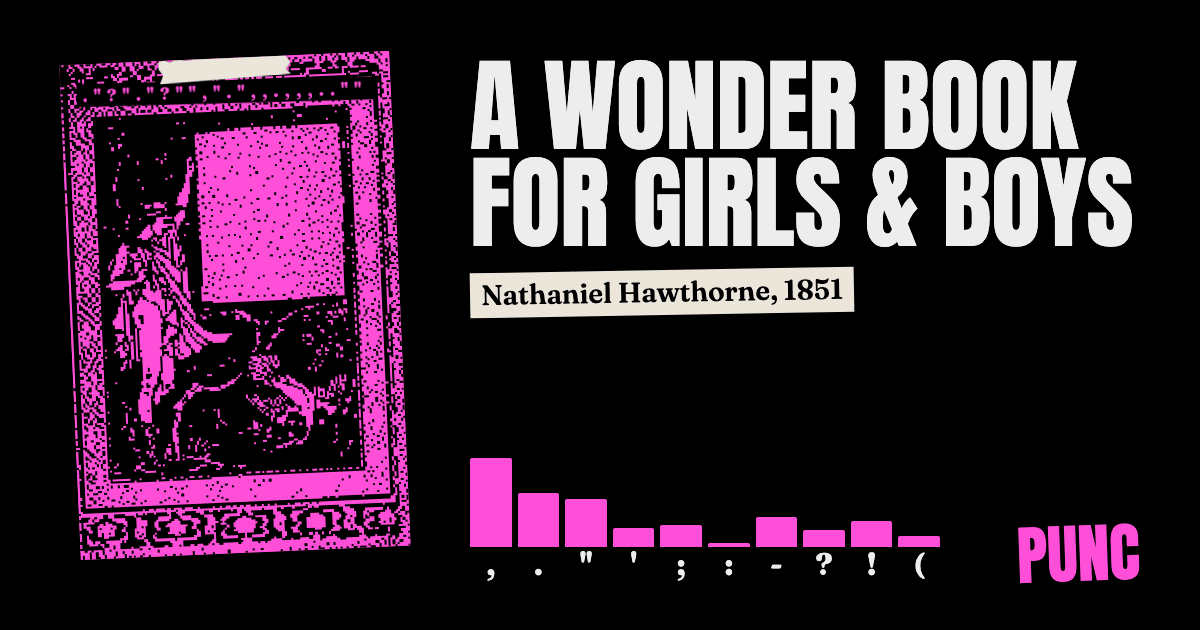 ."?"."?"",".",,.,,,..""
A WONDER BOOK
FOR GIRLS & BOYS
Nathaniel Hawthorne, 1851
, . " ' ; : - ? ! (
PUNC